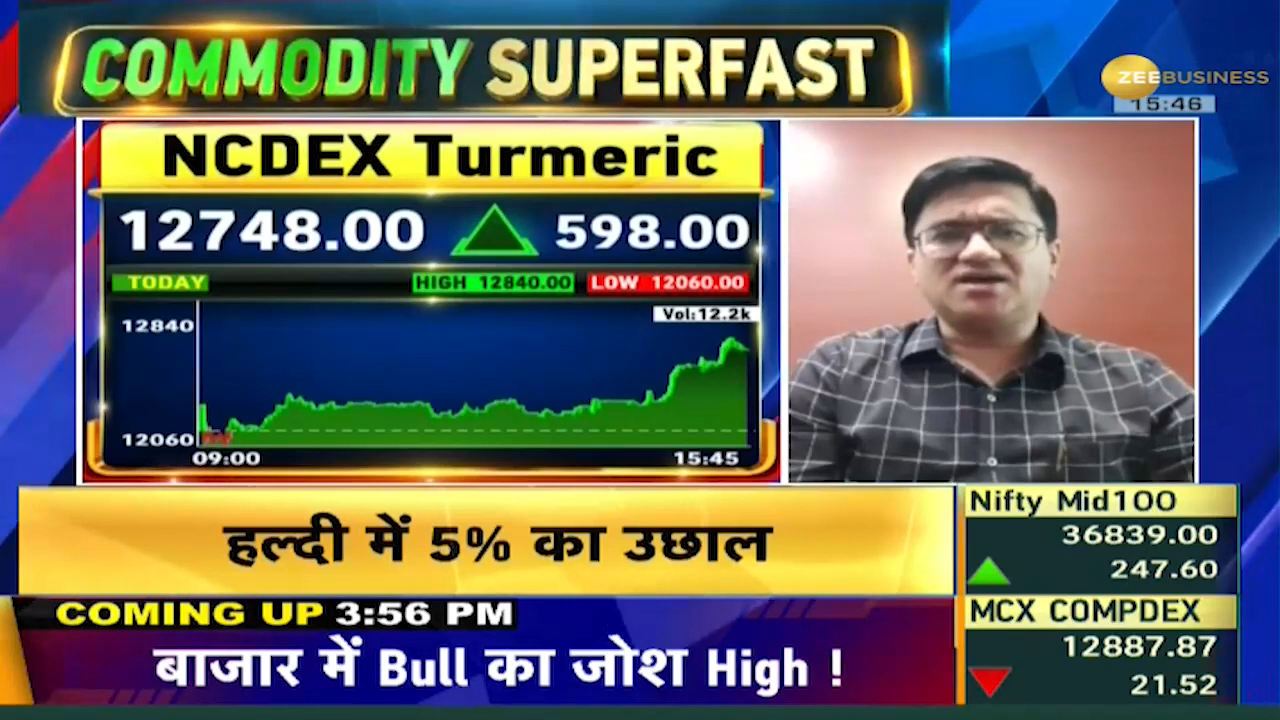 COMMODITY SUPERFAST
ZEEBUSINESS
15:46
NCDEX Turmeric
12748.00 598.00
TODAY HIGH 12840.00 LOW 12060.00
Vol:12.2k
12840
12060
09:00 15:45
हल्दी में 5% का उछाल
Nifty Mid100
36839.00
247.60
COMING UP 3:56 PM
बाजार में Bull का जोश High !
MCX COMPDEX
12887.87
21.52